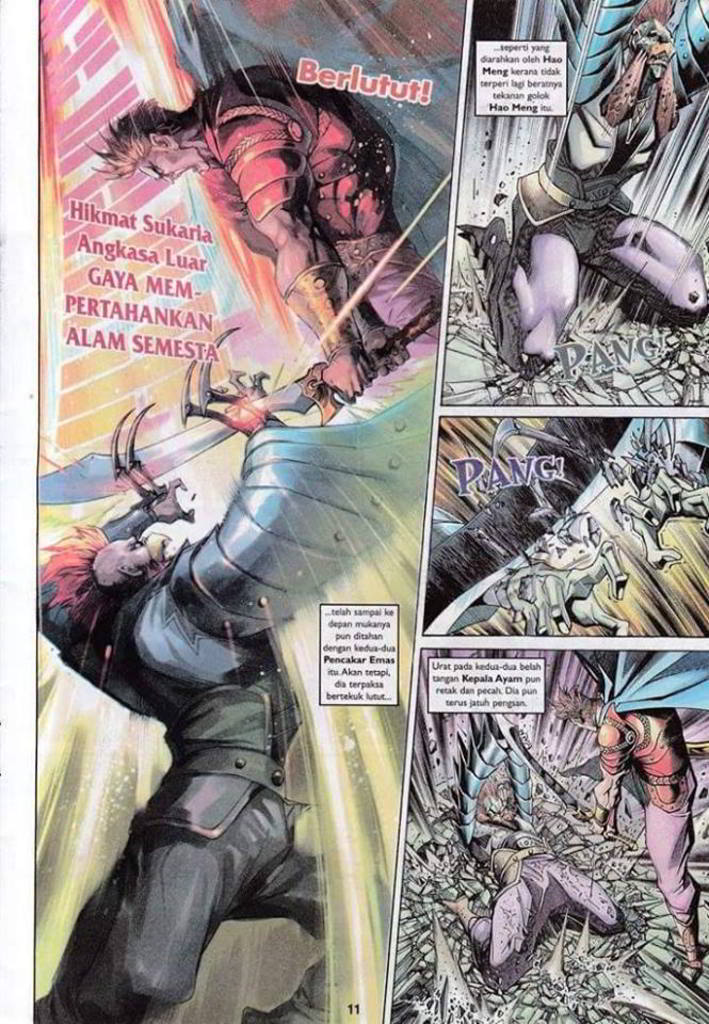 Berlutut!
Hikmat Sukaria
Angkasa Luar
GAYA MEM-
PERTAHANKAN
ALAM SEMESTA
...telah sampai ke
depan mukanya
pun ditahan
dengan kedua-dua
Pencakar Emas
itu. Akan tetapi,
dia terpaksa
bertekuk lutut...
...seperti yang
diarahkan oleh Hao
Meng kerana tidak
terperi lagi beratnya
tekanan golok
Hao Meng itu.
PANG!
PRANG!
Urat pada kedua-dua belah
tangan Kepala Ayam pun
retak dan pecah. Dia pun
terus jatuh pengsan.
11